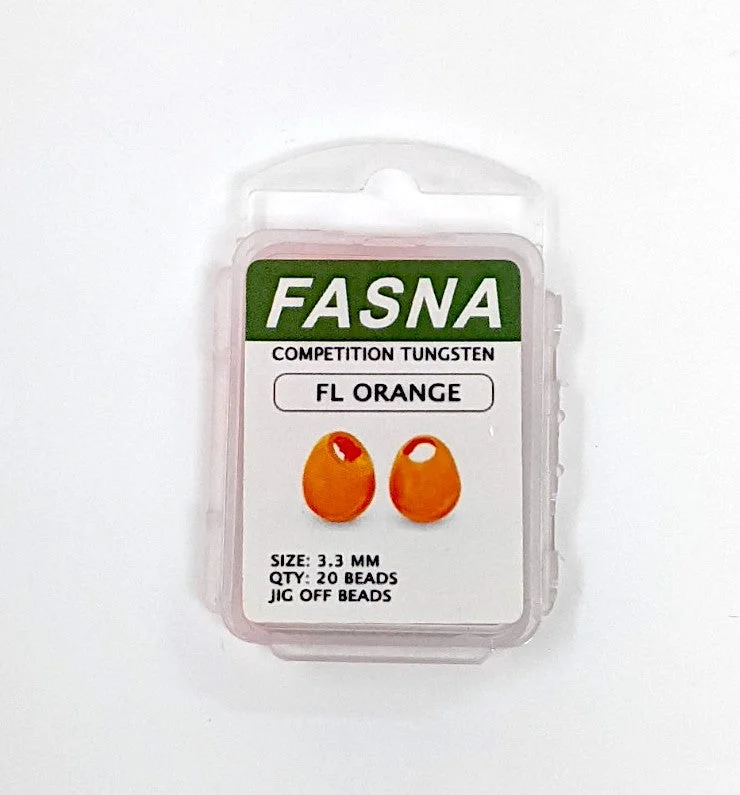 FASNA
COMPETITION TUNGSTEN
FL ORANGE
SIZE: 3.3 MM
QTY: 20 BEADS
JIG OFF BEADS